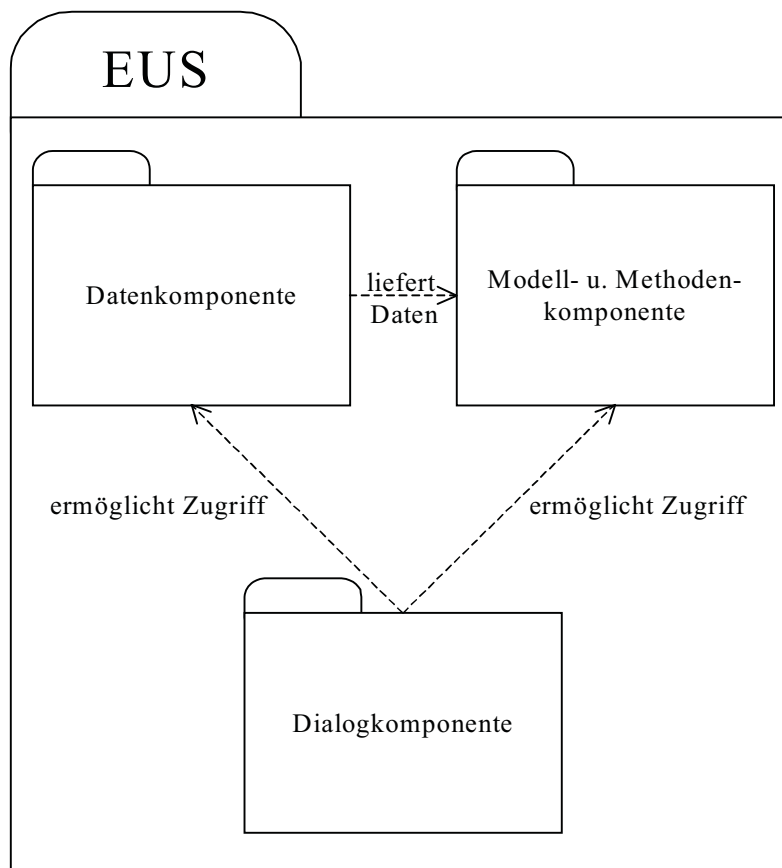 EUS
Datenkomponente
liefert
Daten
Modell- u. Methoden-
komponente
ermöglicht Zugriff
ermöglicht Zugriff
Dialogkomponente